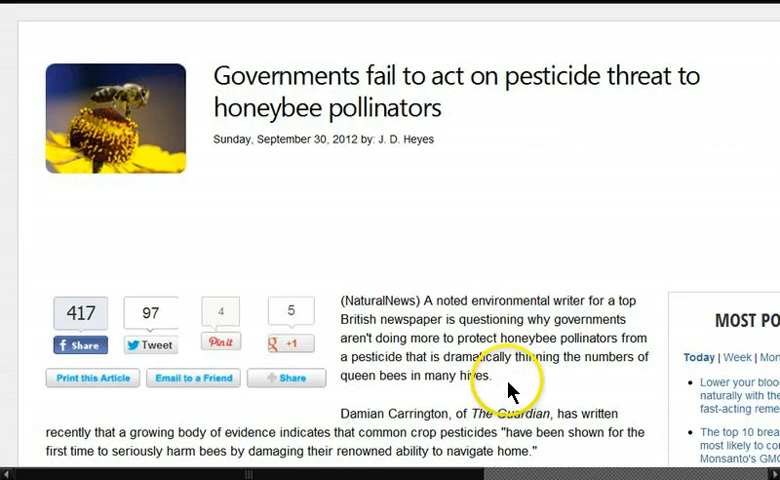 Governments fail to act on pesticide threat to
honeybee pollinators
Sunday, September 30, 2012 by: J. D. Heyes
417
97
4
5
Share
Tweet
Pin it
+1
Print this Article
Email to a Friend
Share
(NaturalNews) A noted environmental writer for a top
British newspaper is questioning why governments
aren't doing more to protect honeybee pollinators from
a pesticide that is dramatically thinning the numbers of
queen bees in many hives.
Damian Carrington, of The Guardian, has written
recently that a growing body of evidence indicates that common crop pesticides "have been shown for the
first time to seriously harm bees by damaging their renowned ability to navigate home."
MOST PO
Today | Week | Mon
Lower your bloo
naturally with the
fast-acting reme
The top 10 brea
most likely to co
Monsanto's GMO